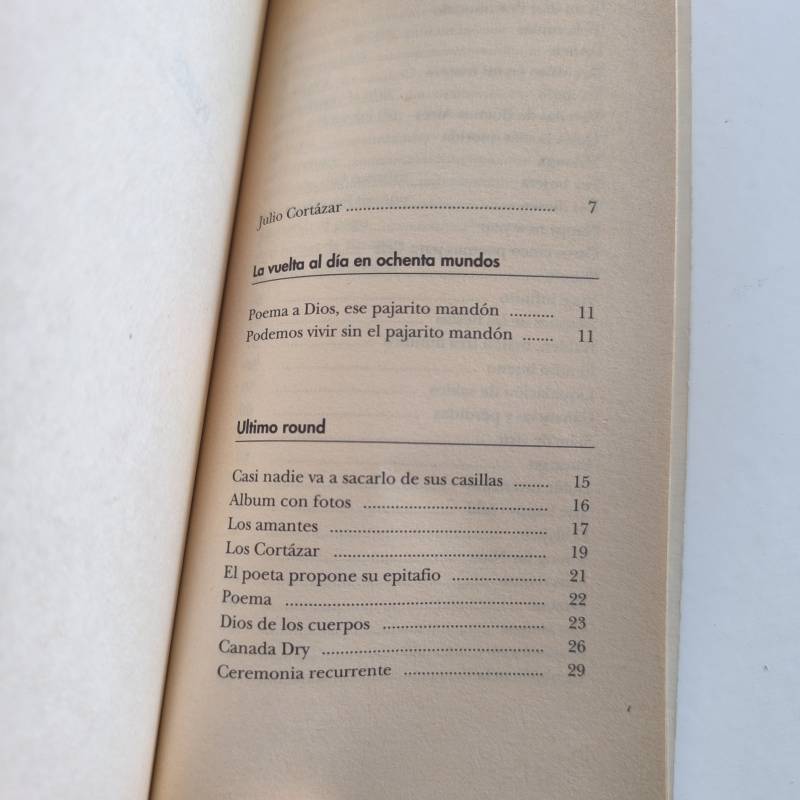 Julio Cortázar ................................................ 7
La vuelta al día en ochenta mundos
Poema a Dios, ese pajarito mandón .......... 11
Podemos vivir sin el pajarito mandón ....... 11
Ultimo round
Casi nadie va a sacarlo de sus casillas ........ 15
Album con fotos .......................................... 16
Los amantes ................................................. 17
Los Cortázar ................................................ 19
El poeta propone su epitafio ..................... 21
Poema .......................................................... 22
Dios de los cuerpos ..................................... 23
Canada Dry .................................................. 26
Ceremonia recurrente ................................ 29